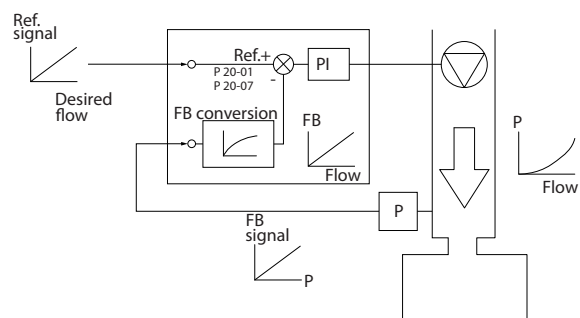 Ref.
signal
Desired
flow
Ref.+
P 20-01
P 20-07
-
PI
FB conversion
FB
Flow
P
Flow
P
FB
signal
P